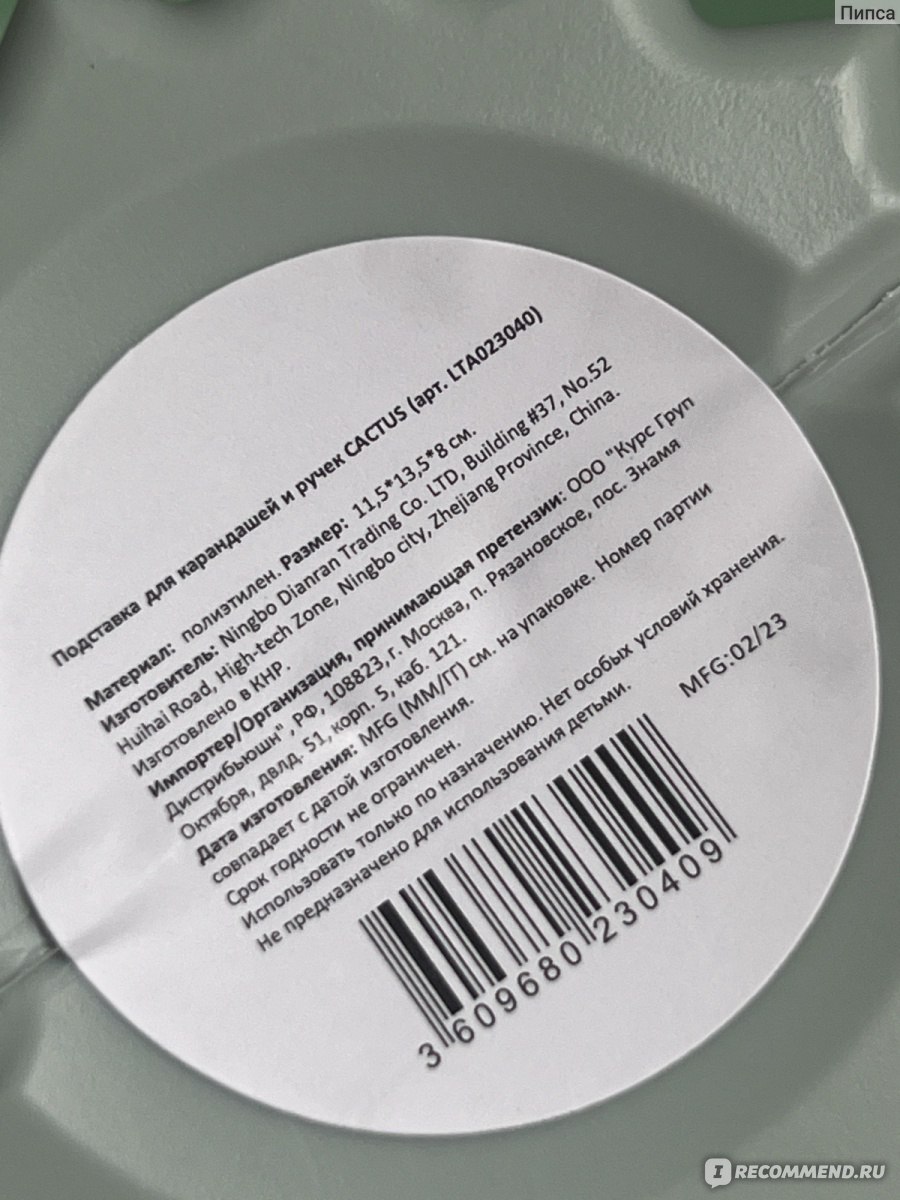 Пипса
Подставка для карандашей и ручек CACTUS (арт. LTA023040)
Материал: полиэтилен. Размер: 11,5*13,5*8 см.
Изготовитель: Ningbo Dianran Trading Co. LTD, Building #37, No.52
Huihai Road, High-tech Zone, Ningbo city, Zhejiang Province, China.
Изготовлено в КНР.
Импортер/Организация, принимающая претензии: ООО "Курс Груп
Дистрибьюшн" , РФ, 108823, г. Москва, п. Рязановское, пос. Знамя
Октября, двлд. 51, корп. 5, каб. 121.
Дата изготовления: MFG (ММ/ГГ) см. на упаковке. Номер партии
совпадает с датой изготовления.
Срок годности не ограничен.
Использовать только по назначению. Нет особых условий хранения.
Не предназначено для использования детьми.
MFG:02/23
3 609680 230409
IRECOMMEND.RU